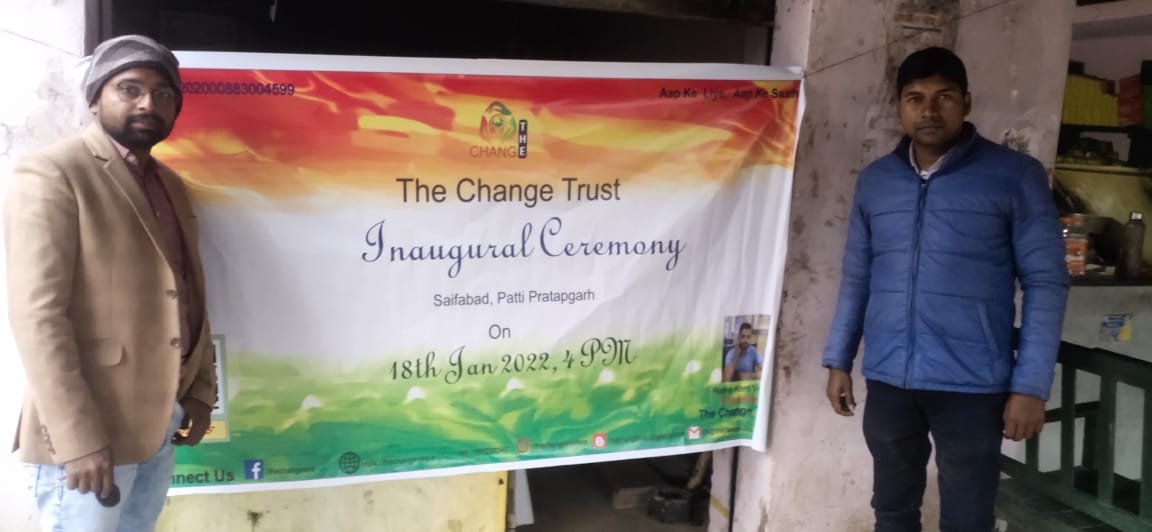 202000883004599
Aap Ke Liye, Aap Ke Saath
CHANGE
THE
The Change Trust
Inaugural Ceremony
Saifabad, Patti Pratapgarh
On
18th Jan 2022, 4 PM
The Change
nnect Us